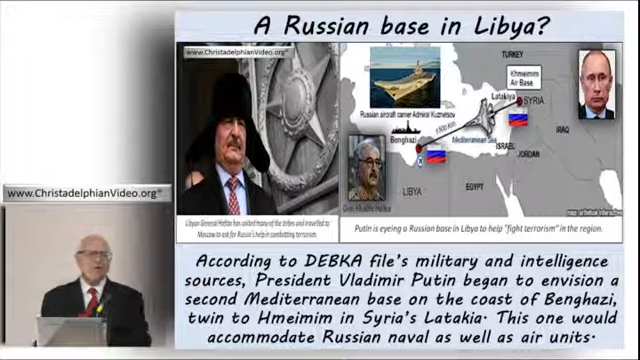 A Russian base in Libya?
www.ChristadelphianVideo.org®
TURKEY
Khmeimim
Air Base
Latakiya
SYRIA
Russian aircraft carrier Admiral Kuznetsov
1500 Km
Benghazi
Mediterranean Sea
IRAQ
ISRAEL
JORDAN
LIBYA
EGYPT
Gen. Khalifa Haftar
Libyan General Hafter has united many of the tribes and travelled to
Moscow to ask for Russia's help in combatting terrorism.
Putin is eyeing a Russian base in Libya to help "fight terrorism" in the region.
www.ChristadelphianVideo.org®
According to DEBKA file's military and intelligence
sources, President Vladimir Putin began to envision a
second Mediterranean base on the coast of Benghazi,
twin to Hmeimim in Syria's Latakia. This one would
accommodate Russian naval as well as air units.